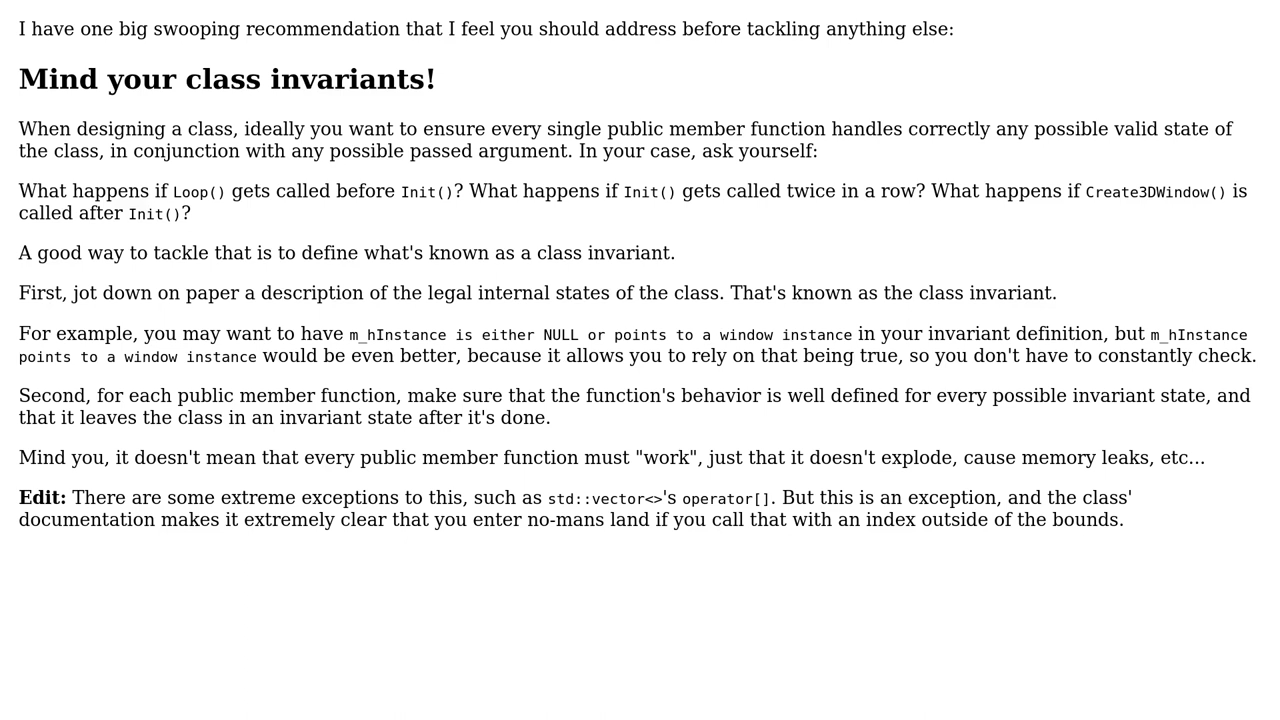 I have one big swooping recommendation that I feel you should address before tackling anything else:
Mind your class invariants!
When designing a class, ideally you want to ensure every single public member function handles correctly any possible valid state of
the class, in conjunction with any possible passed argument. In your case, ask yourself:
What happens if Loop() gets called before Init()? What happens if Init() gets called twice in a row? What happens if Create3DWindow() is
called after Init()?
A good way to tackle that is to define what's known as a class invariant.
First, jot down on paper a description of the legal internal states of the class. That's known as the class invariant.
For example, you may want to have m_hInstance is either NULL or points to a window instance in your invariant definition, but m_hInstance
points to a window instance would be even better, because it allows you to rely on that being true, so you don't have to constantly check.
Second, for each public member function, make sure that the function's behavior is well defined for every possible invariant state, and
that it leaves the class in an invariant state after it's done.
Mind you, it doesn't mean that every public member function must "work", just that it doesn't explode, cause memory leaks, etc...
Edit: There are some extreme exceptions to this, such as std::vector<>'s operator[]. But this is an exception, and the class'
documentation makes it extremely clear that you enter no-mans land if you call that with an index outside of the bounds.